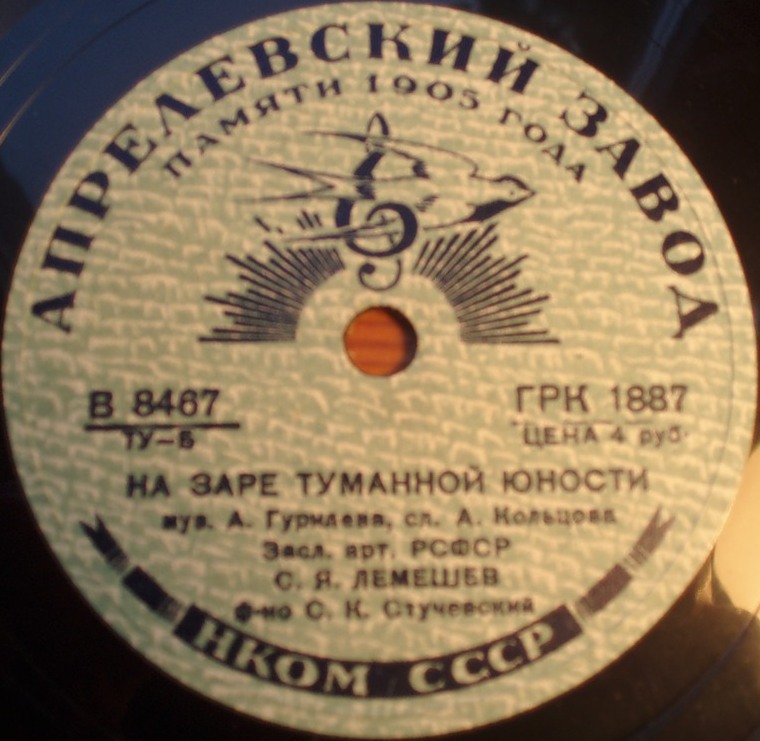 АПРЕЛЕВСКИЙ ЗАВОД
ПАМЯТИ 1905 ГОДА
В 8467
ТУ—Б
ГРК 1887
ЦЕНА 4 руб.
НА ЗАРЕ ТУМАННОЙ ЮНОСТИ
муз. А. Гурилева, сл. А. Кольцова
Засл. арт. РСФСР
С. Я. ЛЕМЕШЕВ
ф-но С. К. Стучевский
НКОМ СССР